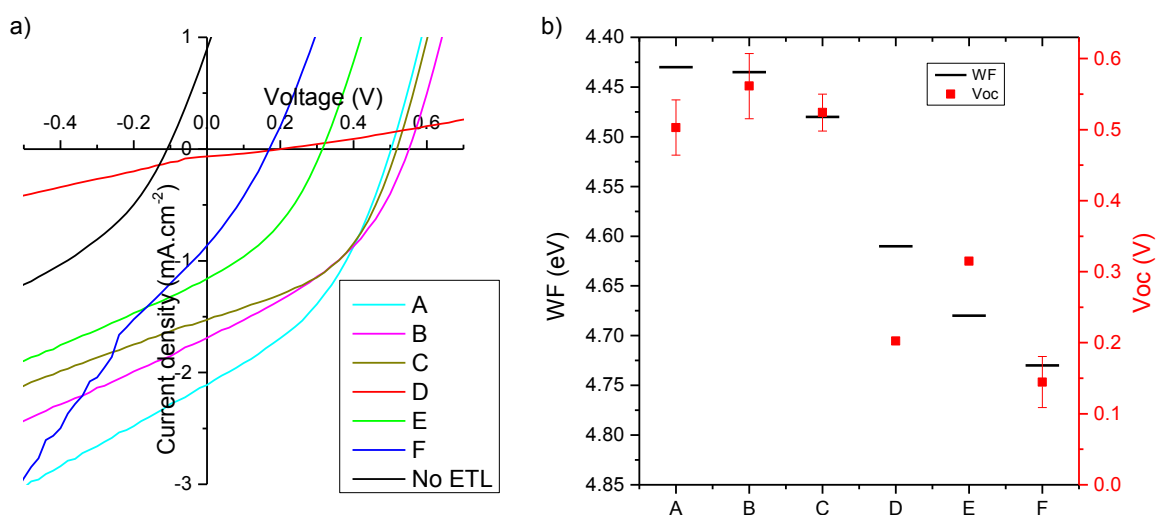 a)
1
Voltage (V)
-0.4 -0.2 0.0 0.2 0.4 0.6
0
-1
-2
-3
Current density (mA.cm-2)
A
B
C
D
E
F
No ETL
b)
4.40
4.45
4.50
4.55
4.60
4.65
4.70
4.75
4.80
4.85
WF (eV)
WF
Voc
A B C D E F
0.6
0.5
0.4
0.3
0.2
0.1
0.0
Voc (V)